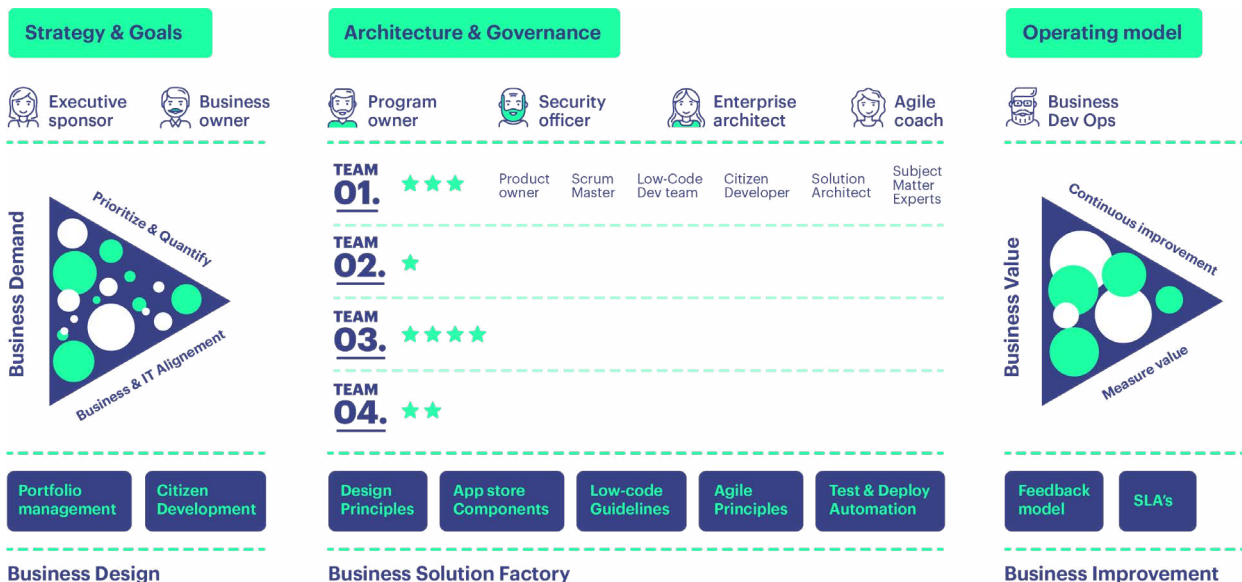 Strategy & Goals
Architecture & Governance
Operating model
Executive
sponsor
Business
owner
Program
owner
Security
officer
Enterprise
architect
Agile
coach
Business
Dev Ops
Business Demand
Prioritize & Quantify
Business & IT Alignement
TEAM
01.
Product
owner
Scrum
Master
Low-Code
Dev team
Citizen
Developer
Solution
Architect
Subject
Matter
Experts
TEAM
02.
TEAM
03.
TEAM
04.
Business Value
Continuous improvement
Measure value
Portfolio
management
Citizen
Development
Design
Principles
App store
Components
Low-code
Guidelines
Agile
Principles
Test & Deploy
Automation
Feedback
model
SLA's
Business Design
Business Solution Factory
Business Improvement